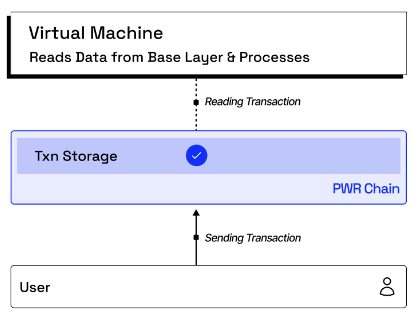 Virtual Machine
Reads Data from Base Layer & Processes
Reading Transaction
Txn Storage
PWR Chain
Sending Transaction
User